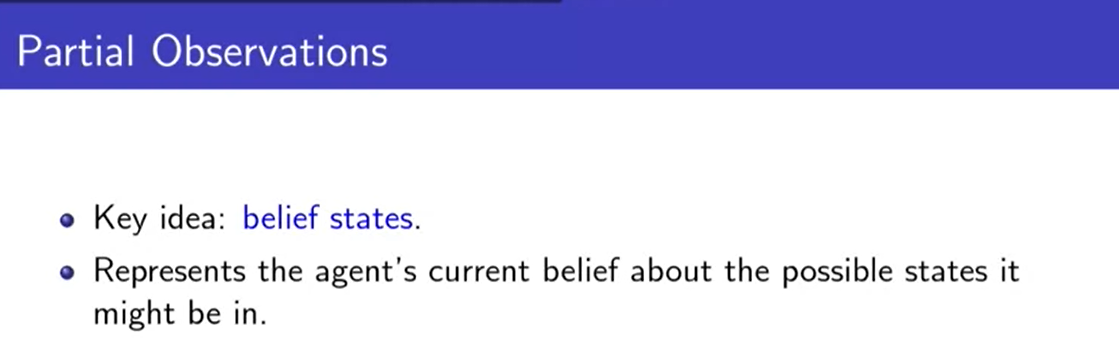 Partial Observations
Key idea: belief states.
Represents the agent's current belief about the possible states it
might be in.